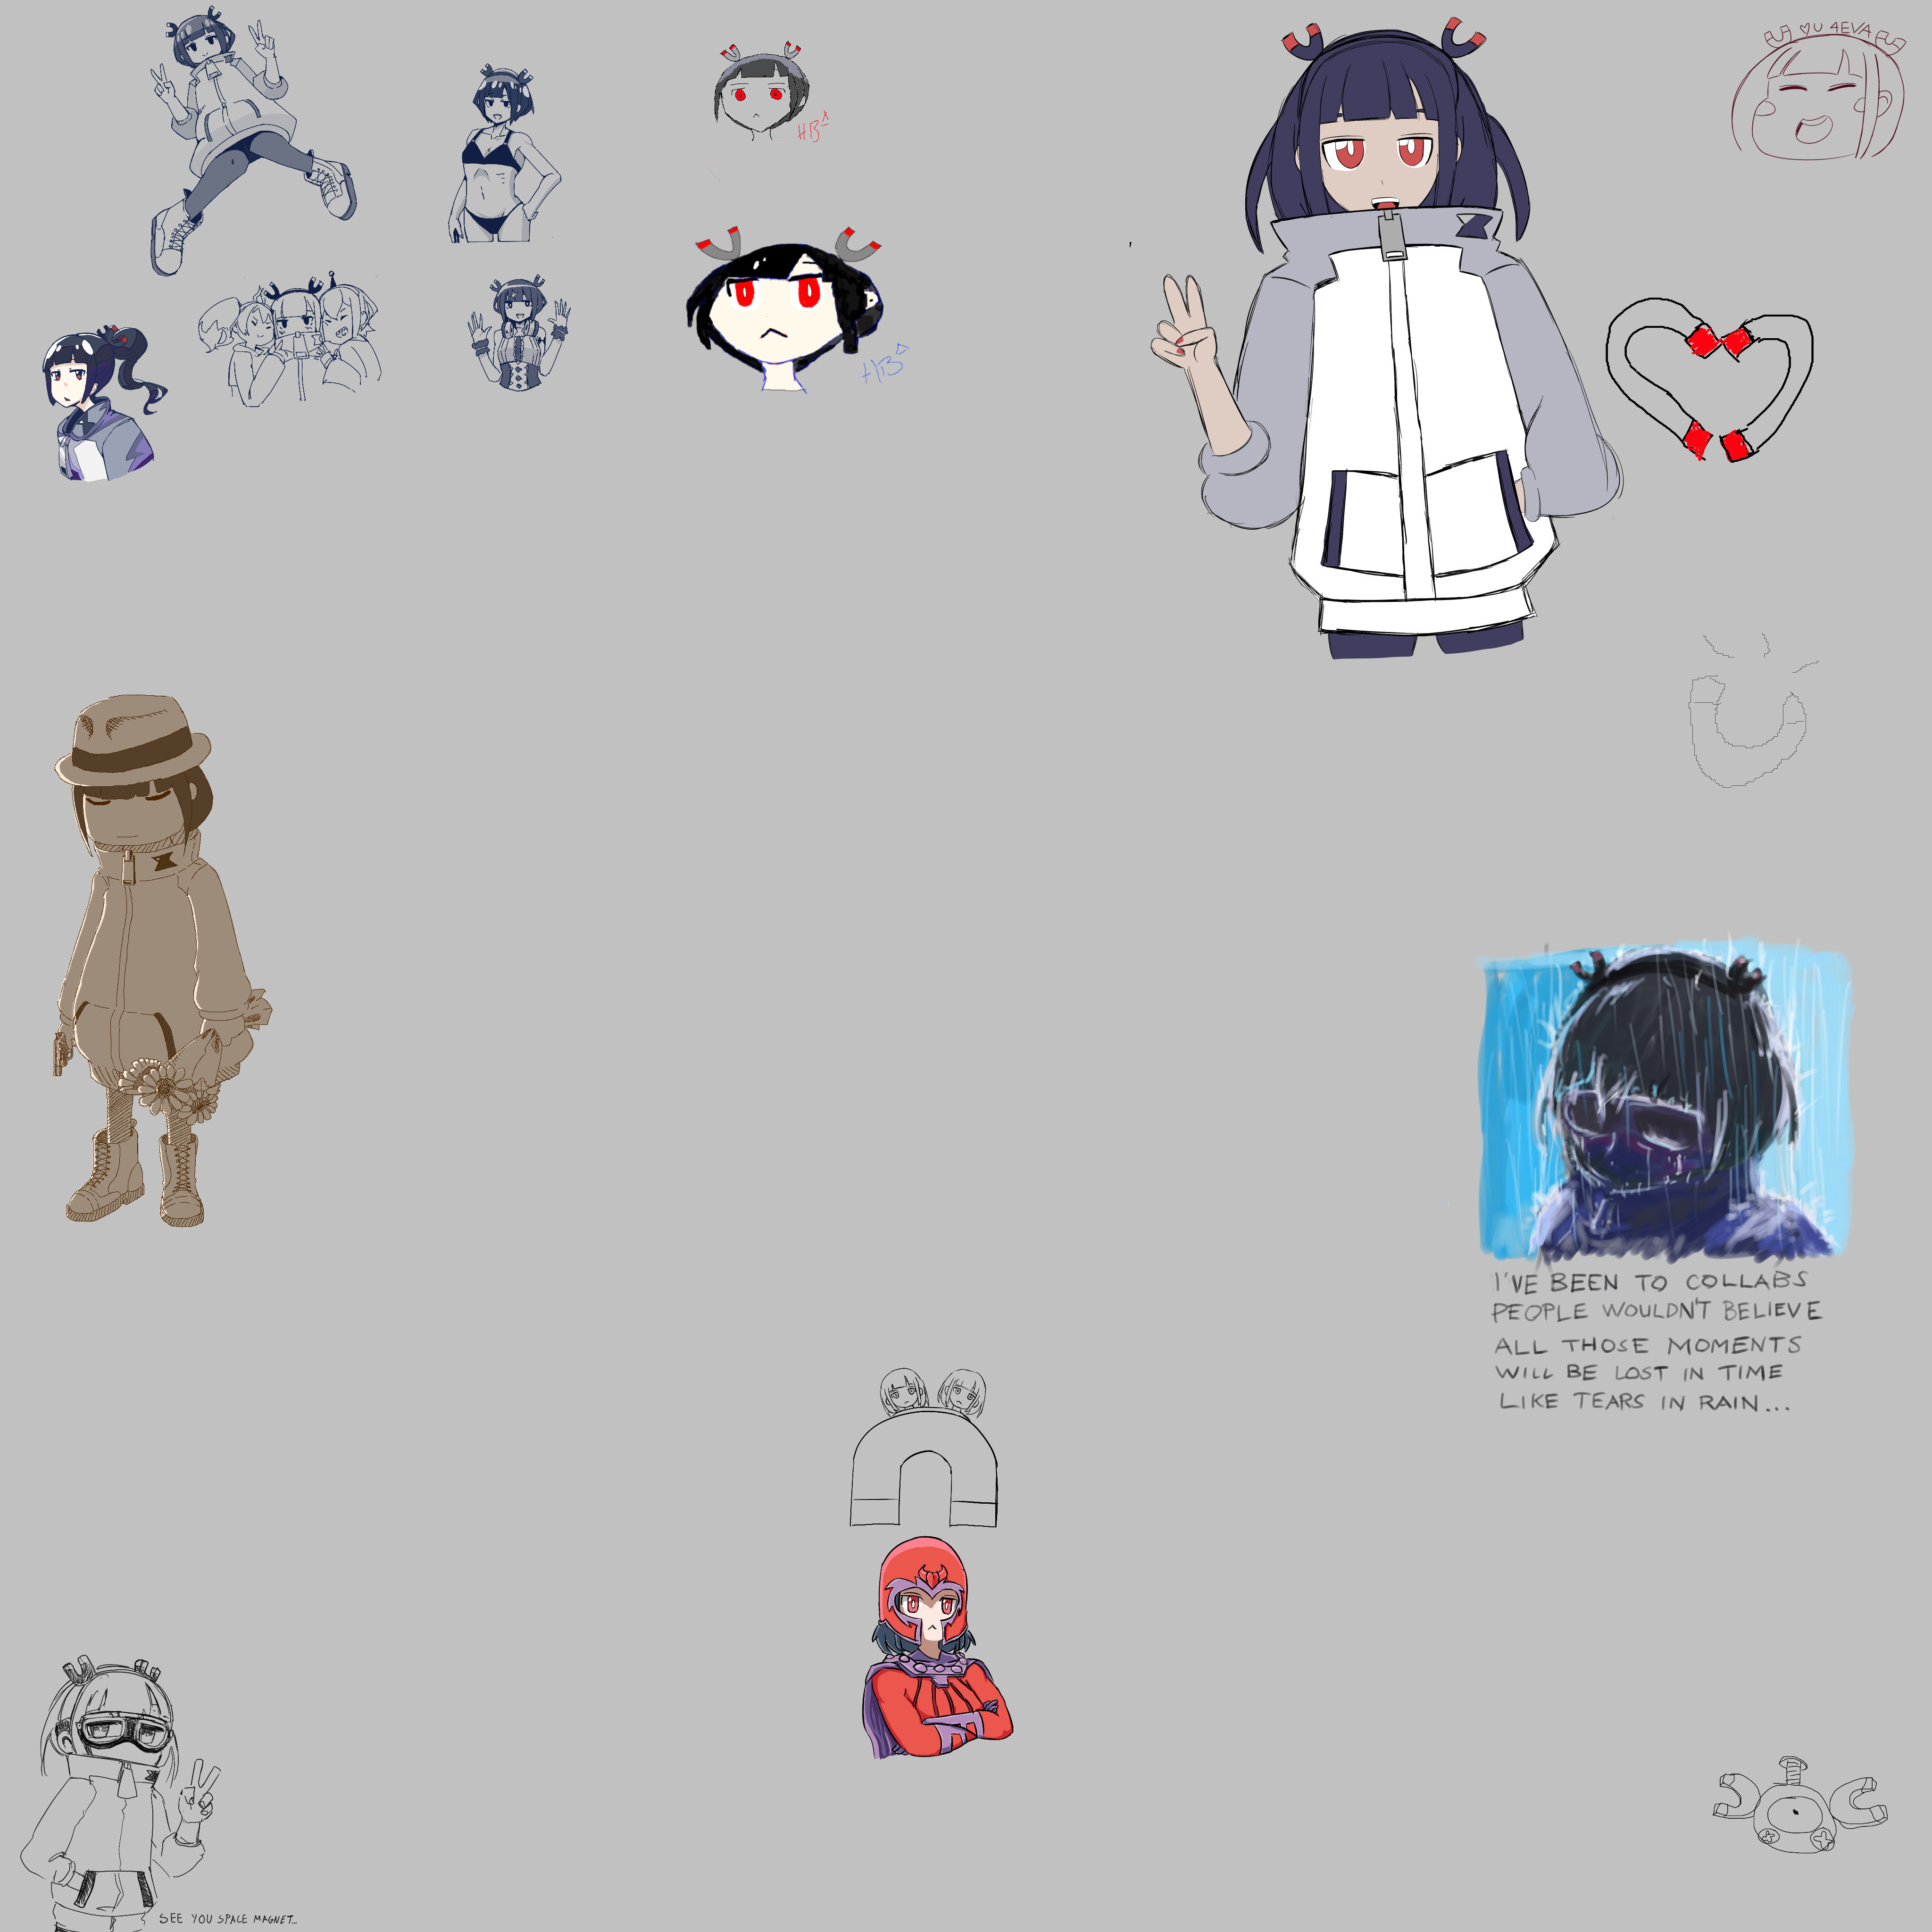 ♡U 4EVA
HB^
HB^
I'VE BEEN TO COLLABS
PEOPLE WOULDN'T BELIEVE
ALL THOSE MOMENTS
WILL BE LOST IN TIME
LIKE TEARS IN RAIN...
SEE YOU SPACE MAGNET...